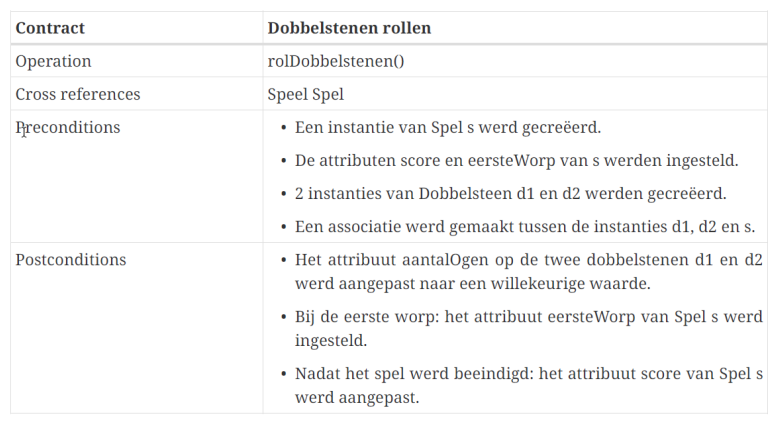 Contract Dobbelstenen rollen
Operation rolDobbelstenen()
Cross references Speel Spel
Preconditions • Een instantie van Spel s werd gecreëerd.
• De attributen score en eersteWorp van s werden ingesteld.
• 2 instanties van Dobbelsteen d1 en d2 werden gecreëerd.
• Een associatie werd gemaakt tussen de instanties d1, d2 en s.
Postconditions • Het attribuut aantalOgen op de twee dobbelstenen d1 en d2
werd aangepast naar een willekeurige waarde.
• Bij de eerste worp: het attribuut eersteWorp van Spel s werd
ingesteld.
• Nadat het spel werd beeindigd: het attribuut score van Spel s
werd aangepast.